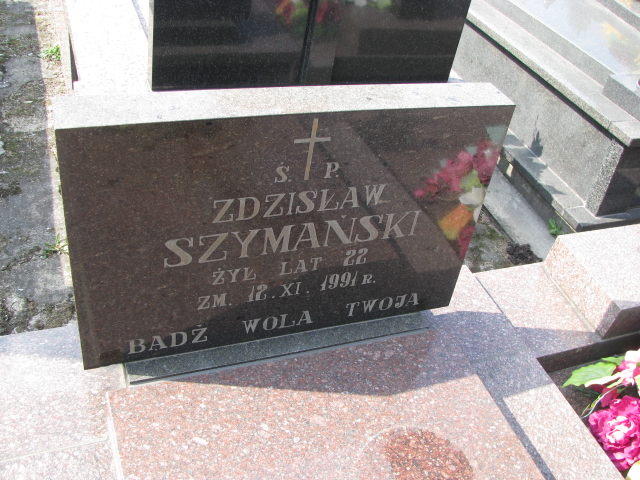 Ś. P.
ZDZISŁAW
SZYMAŃSKI
ŻYŁ LAT 22
ZM. 12.XI.1991 R.
BĄDŹ WOLA TWOJA